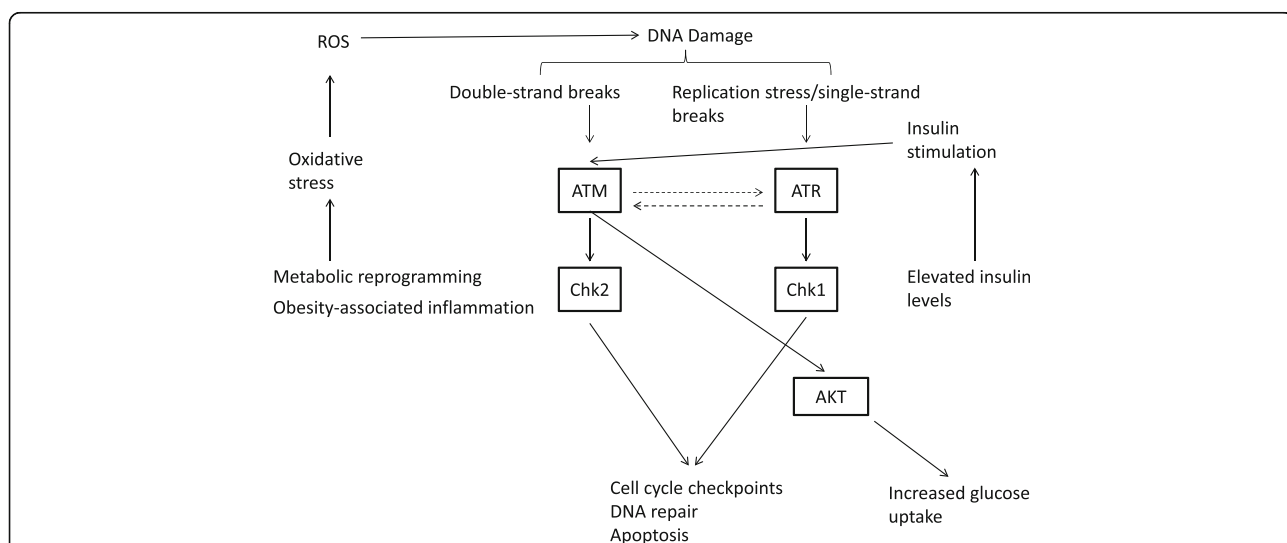 ROS
DNA Damage
Double-strand breaks
Replication stress/single-strand
breaks
Insulin
stimulation
Oxidative
stress
ATM
ATR
Metabolic reprogramming
Obesity-associated inflammation
Chk2
Chk1
Elevated insulin
levels
AKT
Cell cycle checkpoints
DNA repair
Apoptosis
Increased glucose
uptake